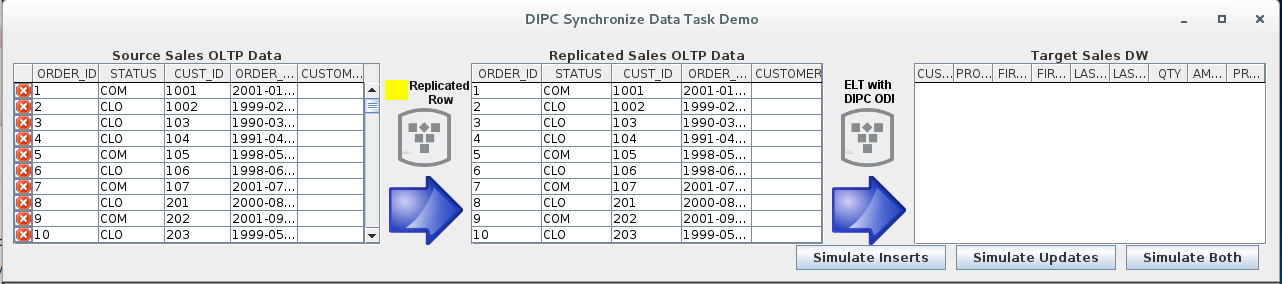 DIPC Synchronize Data Task Demo
Source Sales OLTP Data
ORDER_ID STATUS CUST_ID ORDER_... CUSTOM...
1 COM 1001 2001-01...
2 CLO 1002 1999-02...
3 CLO 103 1990-03...
4 CLO 104 1991-04...
5 COM 105 1998-05...
6 CLO 106 1998-06...
7 COM 107 2001-07...
8 CLO 201 2000-08...
9 COM 202 2001-09...
10 CLO 203 1999-05...
Replicated
Row
Replicated Sales OLTP Data
ORDER_ID STATUS CUST_ID ORDER_... CUSTOMER
1 COM 1001 2001-01...
2 CLO 1002 1999-02...
3 CLO 103 1990-03...
4 CLO 104 1991-04...
5 COM 105 1998-05...
6 CLO 106 1998-06...
7 COM 107 2001-07...
8 CLO 201 2000-08...
9 COM 202 2001-09...
10 CLO 203 1999-05...
ELT with
DIPC ODI
Target Sales DW
CUS... PRO... FIR... FIR... LAS... LAS... QTY AM... PR...
Simulate Inserts Simulate Updates Simulate Both